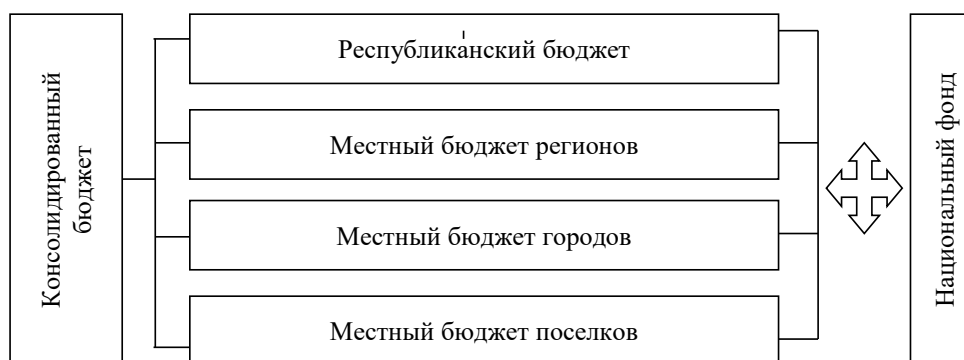 Консолидированный
бюджет
Республиканский бюджет
Местный бюджет регионов
Местный бюджет городов
Местный бюджет поселков
Национальный фонд